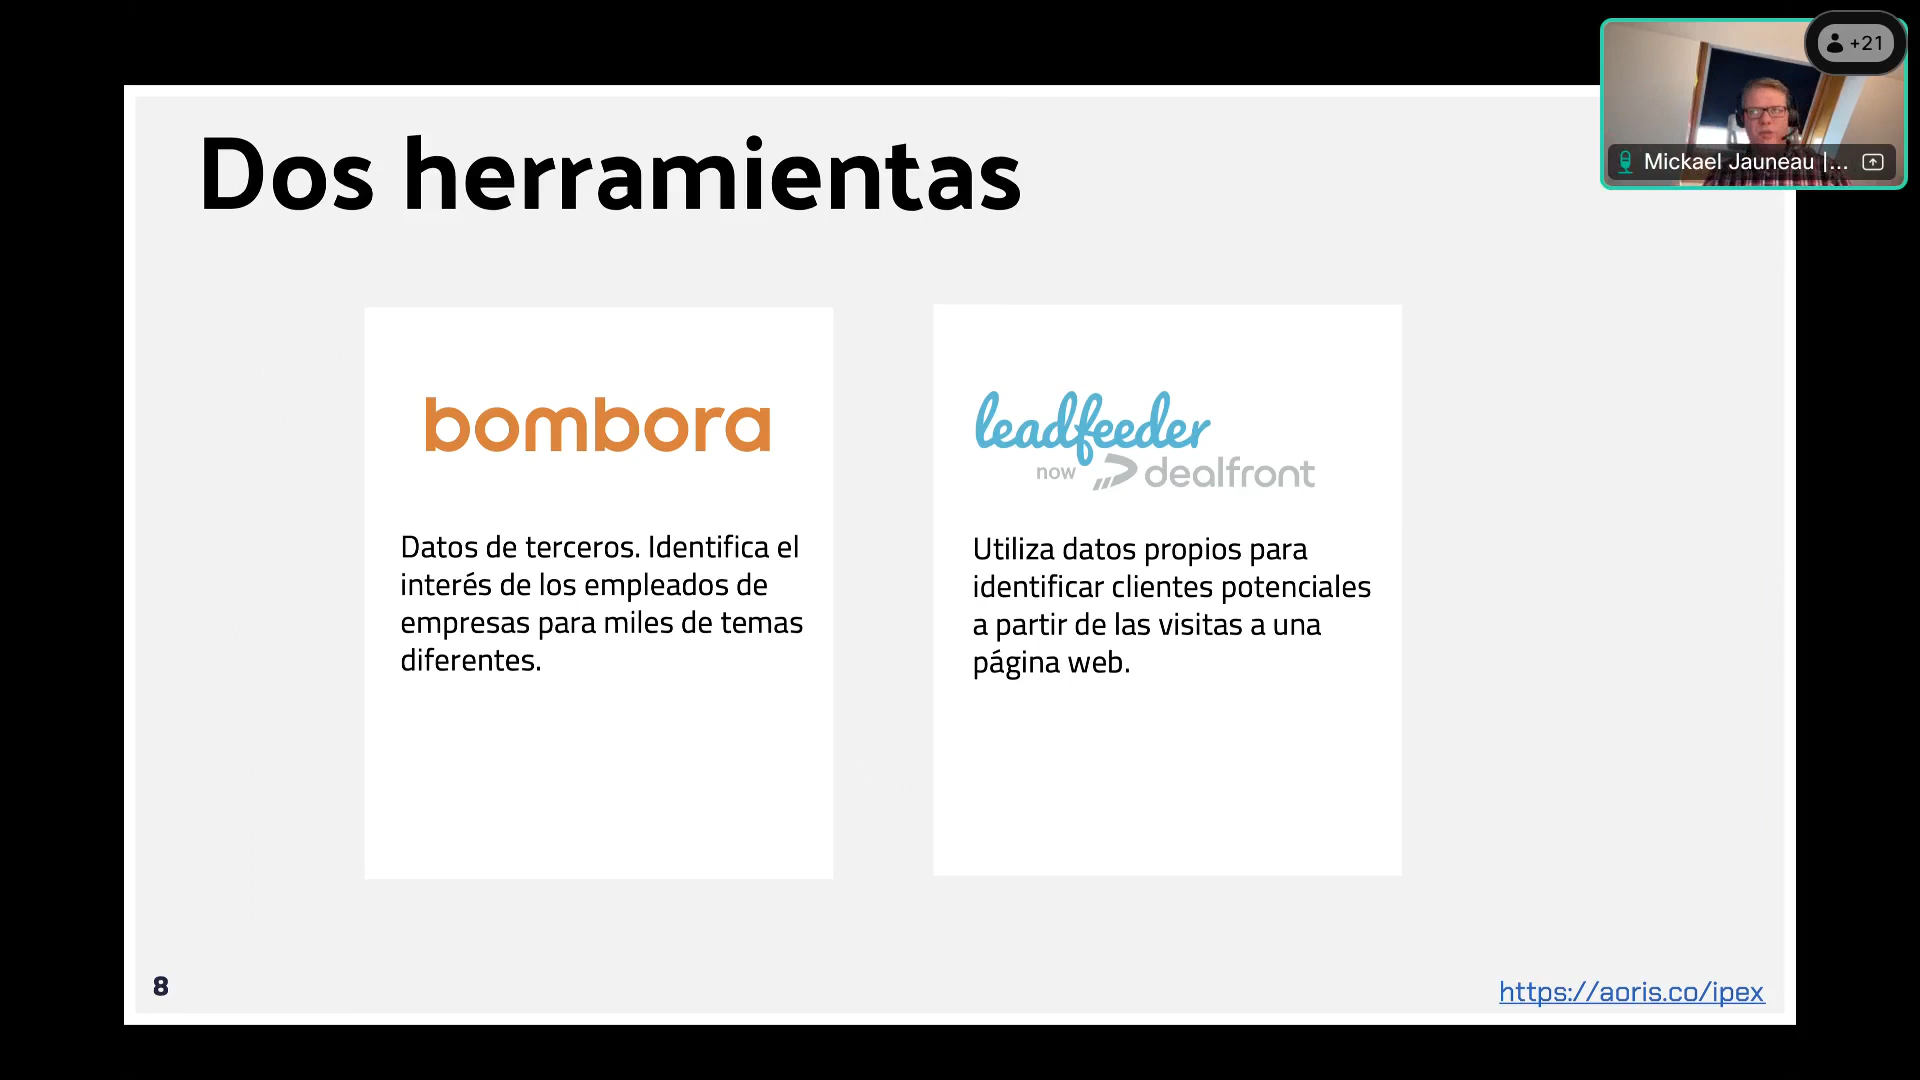 +21
Mickael Jauneau |...
Dos herramientas
bombora
Datos de terceros. Identifica el
interés de los empleados de
empresas para miles de temas
diferentes.
leadfeeder
now dealfront
Utiliza datos propios para
identificar clientes potenciales
a partir de las visitas a una
página web.
8
https://aoris.co/ipex